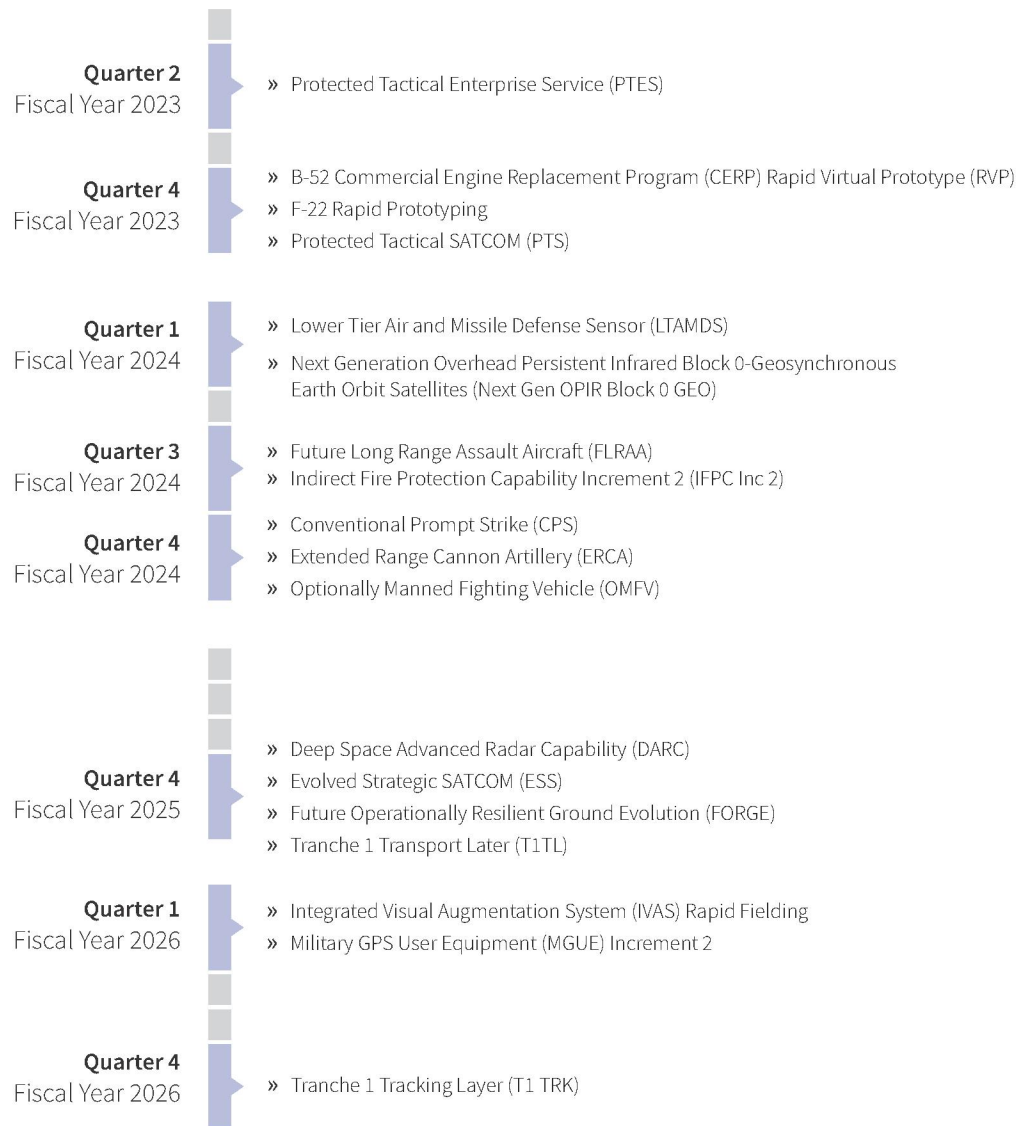 Quarter 2
Fiscal Year 2023
» Protected Tactical Enterprise Service (PTES)
Quarter 4
Fiscal Year 2023
» B-52 Commercial Engine Replacement Program (CERP) Rapid Virtual Prototype (RVP)
» F-22 Rapid Prototyping
» Protected Tactical SATCOM (PTS)
Quarter 1
Fiscal Year 2024
» Lower Tier Air and Missile Defense Sensor (LTAMDS)
» Next Generation Overhead Persistent Infrared Block 0-Geosynchronous
Earth Orbit Satellites (Next Gen OPIR Block 0 GEO)
Quarter 3
Fiscal Year 2024
» Future Long Range Assault Aircraft (FLRAA)
» Indirect Fire Protection Capability Increment 2 (IFPC Inc 2)
Quarter 4
Fiscal Year 2024
» Conventional Prompt Strike (CPS)
» Extended Range Cannon Artillery (ERCA)
» Optionally Manned Fighting Vehicle (OMFV)
Quarter 4
Fiscal Year 2025
» Deep Space Advanced Radar Capability (DARC)
» Evolved Strategic SATCOM (ESS)
» Future Operationally Resilient Ground Evolution (FORGE)
» Tranche 1 Transport Later (T1TL)
Quarter 1
Fiscal Year 2026
» Integrated Visual Augmentation System (IVAS) Rapid Fielding
» Military GPS User Equipment (MGUE) Increment 2
Quarter 4
Fiscal Year 2026
» Tranche 1 Tracking Layer (T1 TRK)